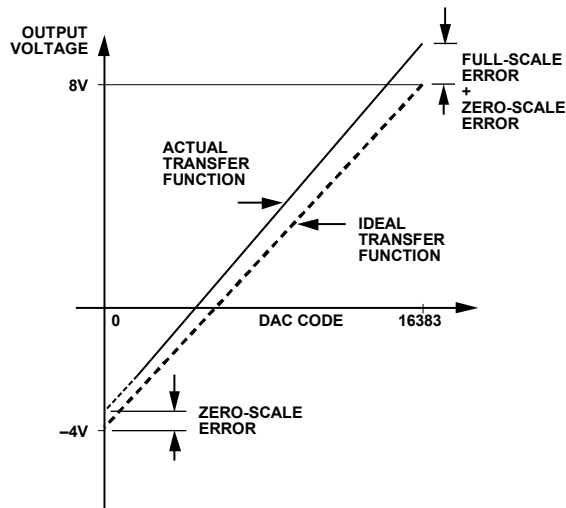 OUTPUT
VOLTAGE
8V
FULL-SCALE
ERROR
+
ZERO-SCALE
ERROR
ACTUAL
TRANSFER
FUNCTION
IDEAL
TRANSFER
FUNCTION
0
DAC CODE
16383
ZERO-SCALE
ERROR
–4V